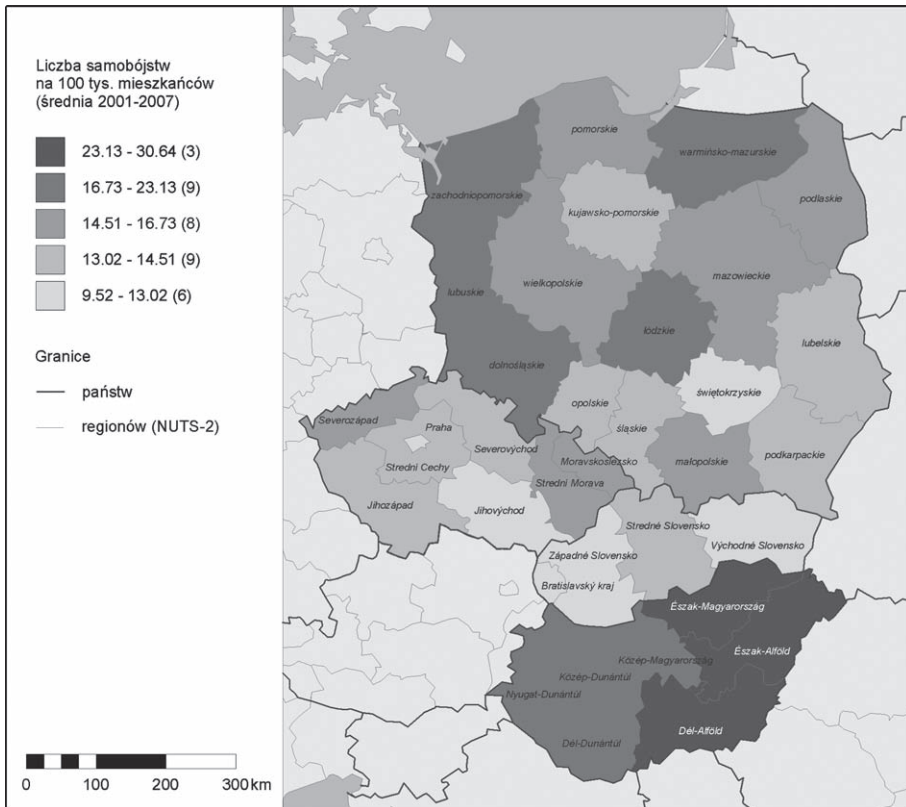 Liczba samobójstw
na 100 tys. mieszkańców
(średnia 2001-2007)
23.13 - 30.64 (3)
16.73 - 23.13 (9)
14.51 - 16.73 (8)
13.02 - 14.51 (9)
9.52 - 13.02 (6)
Granice
państw
regionów (NUTS-2)
0 100 200 300 km
pomorskie
warmińsko-mazurskie
zachodniopomorskie
podlaskie
kujawsko-pomorskie
mazowieckie
wielkopolskie
lubuskie
łódzkie
lubelskie
dolnośląskie
świętokrzyskie
opolskie
śląskie
podkarpackie
małopolskie
Severozápad
Praha
Severovýchod
Moravskoslezsko
Stredni Cechy
Stredni Morava
Jihozápad
Jihovýchod
Stredné Slovensko
Východné Slovensko
Západné Slovensko
Bratislavský kraj
Észak-Magyarország
Észak-Alföld
Közép-Magyarország
Közép-Dunántúl
Nyugat-Dunántúl
Dél-Alföld
Dél-Dunántúl